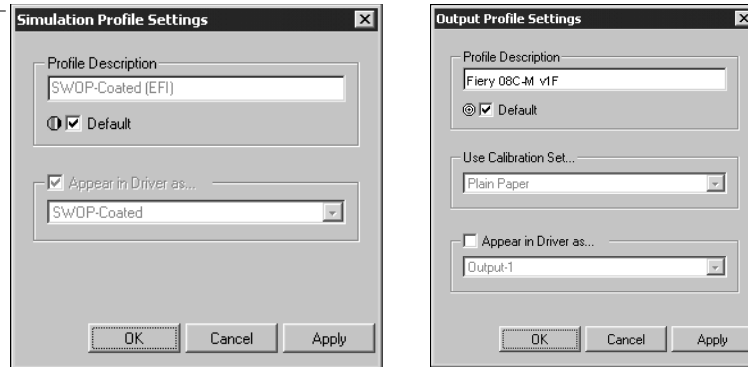 Simulation Profile Settings
Profile Description
SWOP-Coated (EFI)
Default
Appear in Driver as...
SWOP-Coated
OK Cancel Apply
Output Profile Settings
Profile Description
Fiery 08C-M v1F
Default
Use Calibration Set...
Plain Paper
Appear in Driver as...
Output-1
OK Cancel Apply